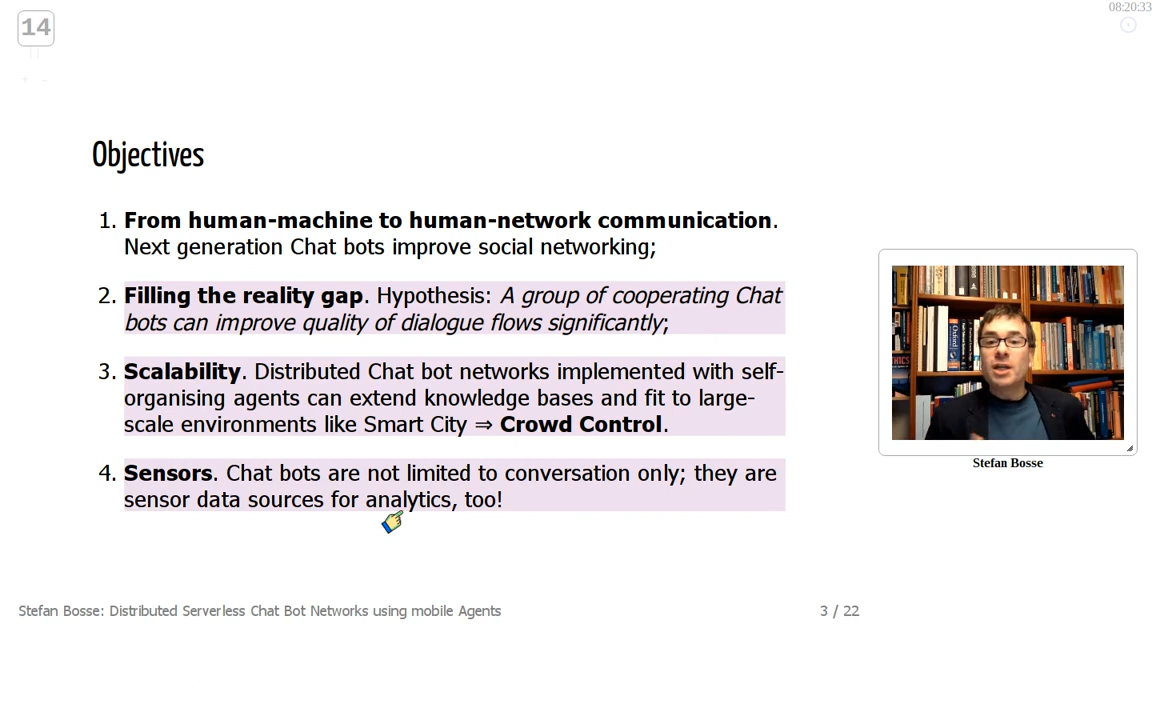 14
08:20:33
+ -
Objectives
1. From human-machine to human-network communication.
Next generation Chat bots improve social networking;
2. Filling the reality gap. Hypothesis: A group of cooperating Chat
bots can improve quality of dialogue flows significantly;
3. Scalability. Distributed Chat bot networks implemented with self-
organising agents can extend knowledge bases and fit to large-
scale environments like Smart City ⇒ Crowd Control.
4. Sensors. Chat bots are not limited to conversation only; they are
sensor data sources for analytics, too!
Oxford
Stefan Bosse
Stefan Bosse: Distributed Serverless Chat Bot Networks using mobile Agents
3 / 22